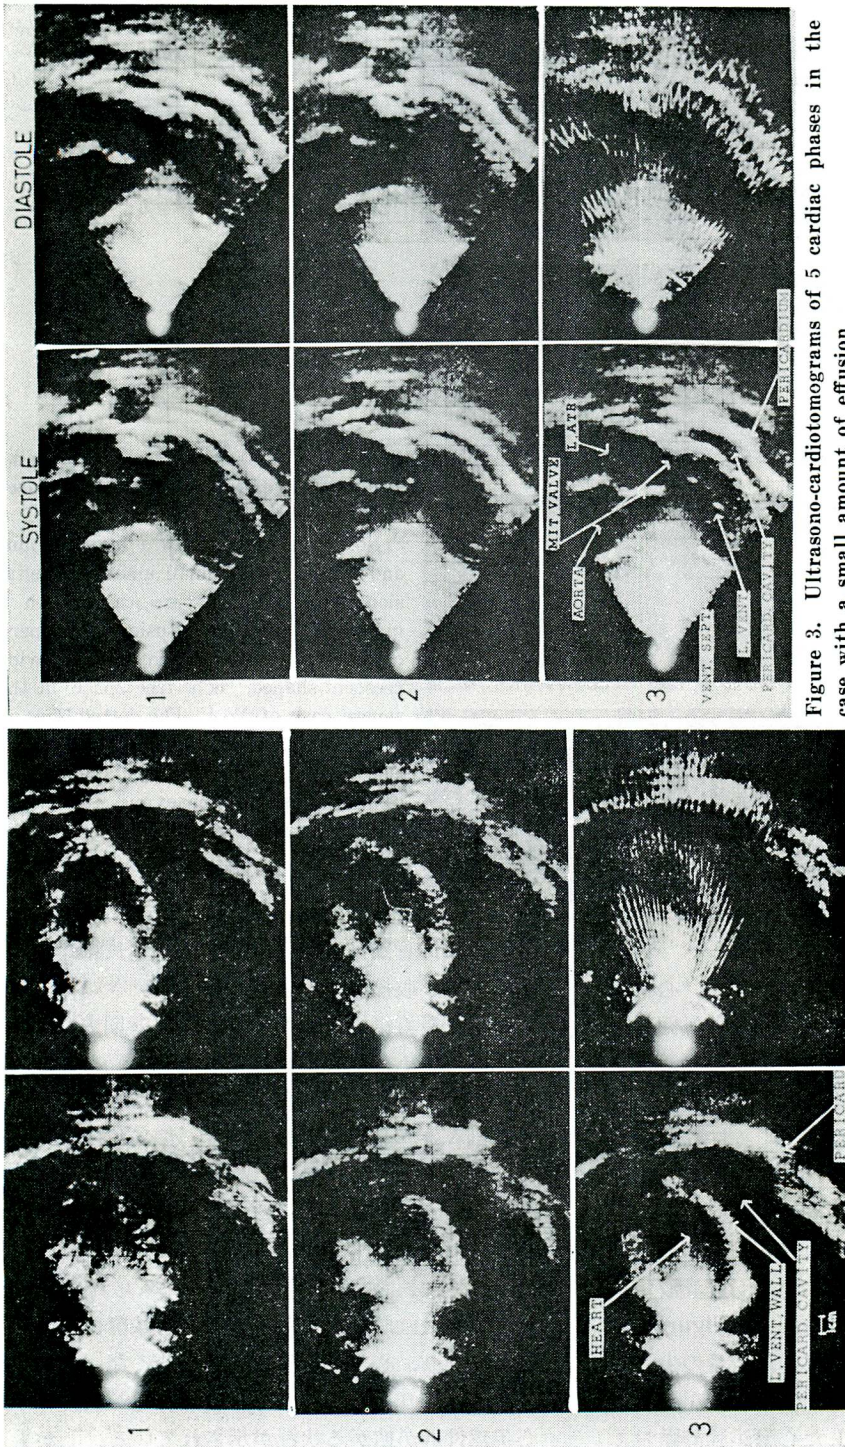 SYSTOLE
DIASTOLE
1
2
3
AORTA
MIT. VALVE
L. ATR
VENT. SEPT
L. VENT
PERICARD. CAVITY
PERICARDIUM
Figure 3. Ultrasono-cardiotomograms of 5 cardiac phases in the
case with a small amount of effusion
1
2
3
HEART
L. VENT. WALL
PERICARD. CAVITY
PERICARD